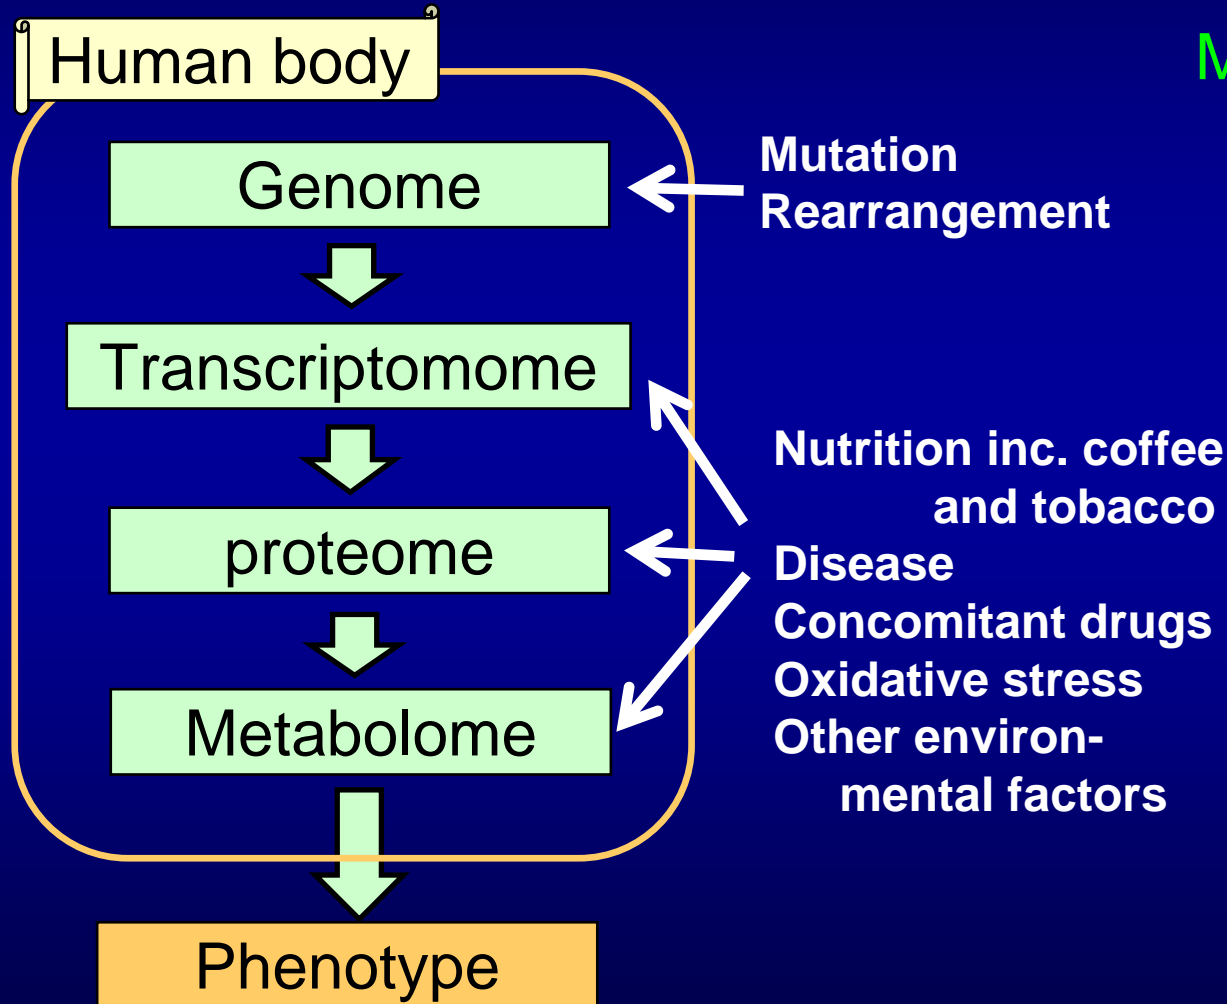 Human body
M
Genome
Mutation
Rearrangement
Transcriptomome
Nutrition inc. coffee
and tobacco
proteome
Disease
Concomitant drugs
Oxidative stress
Metabolome
Other environ-
mental factors
Phenotype